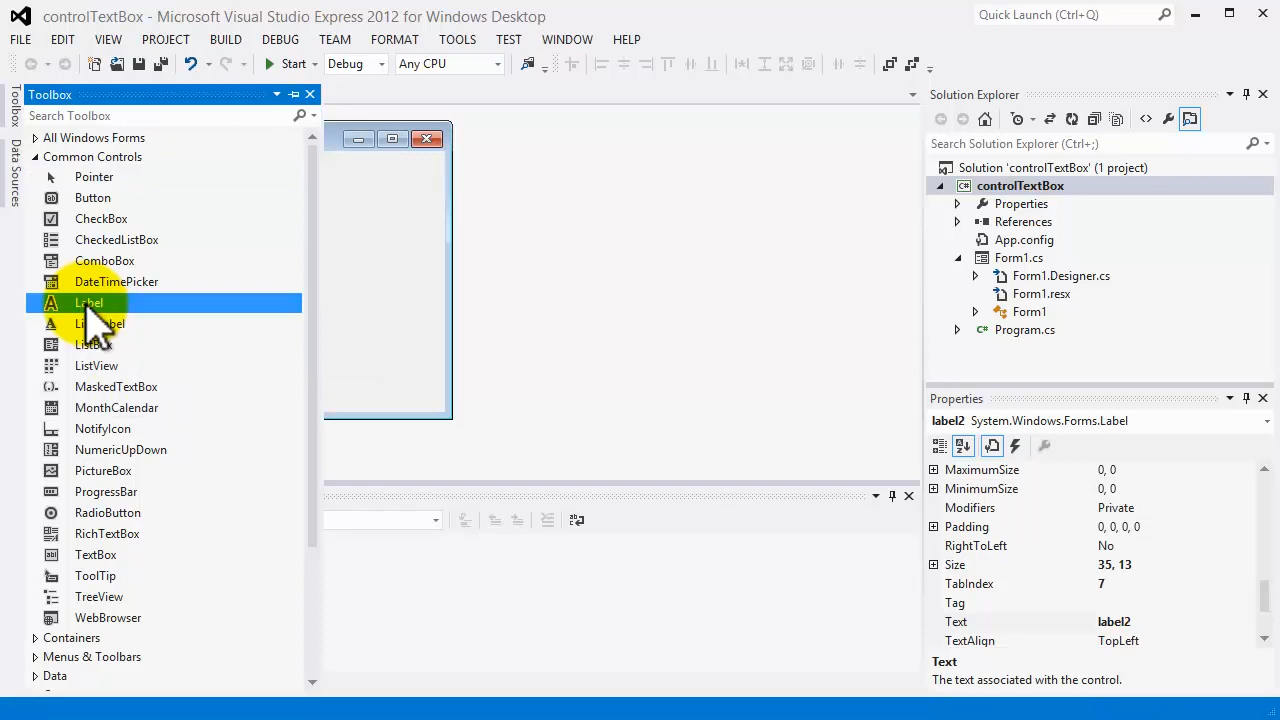 controlTextBox - Microsoft Visual Studio Express 2012 for Windows Desktop
Quick Launch (Ctrl+Q)
FILE EDIT VIEW PROJECT BUILD DEBUG TEAM FORMAT TOOLS TEST WINDOW HELP
Start Debug Any CPU
Toolbox
Data Sources
Toolbox
Search Toolbox
All Windows Forms
Common Controls
Pointer
Button
CheckBox
CheckedListBox
ComboBox
DateTimePicker
Label
LinkLabel
ListBox
ListView
MaskedTextBox
MonthCalendar
NotifyIcon
NumericUpDown
PictureBox
ProgressBar
RadioButton
RichTextBox
TextBox
ToolTip
TreeView
WebBrowser
Containers
Menus & Toolbars
Data
Solution Explorer
Search Solution Explorer (Ctrl+;)
Solution 'controlTextBox' (1 project)
controlTextBox
Properties
References
App.config
Form1.cs
Form1.Designer.cs
Form1.resx
Form1
Program.cs
Properties
label2 System.Windows.Forms.Label
MaximumSize 0, 0
MinimumSize 0, 0
Modifiers Private
Padding 0, 0, 0, 0
RightToLeft No
Size 35, 13
TabIndex 7
Tag
Text label2
TextAlign TopLeft
Text
The text associated with the control.